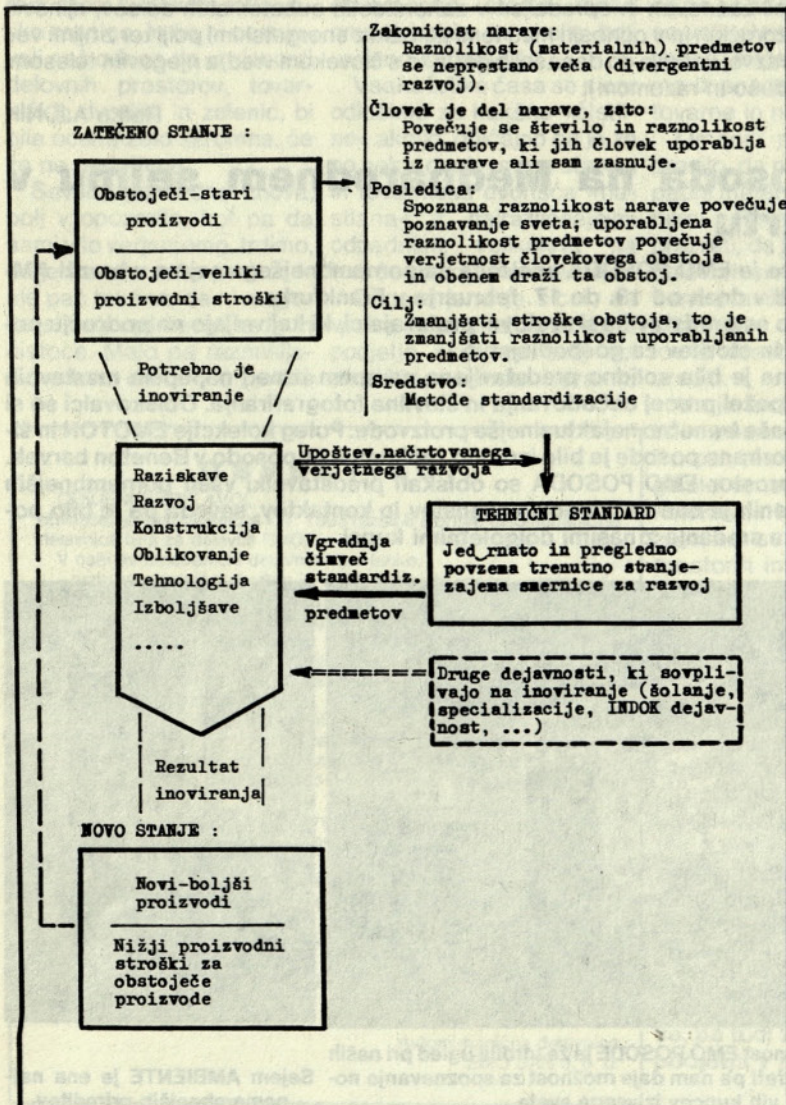 Zakonitost narave:
Raznolikost (materialnih) predmetov
se neprestano veča (divergentni
razvoj).
Človek je del narave, zato:
Povečuje se število in raznolikost
predmetov, ki jih človek uporablja
iz narave ali sam zasnuje.
Posledica:
Spoznana raznolikost narave povečuje
poznavanje sveta; uporabljena
raznolikost predmetov povečuje
verjetnost človekovega obstoja
in obenem draži ta obstoj.
Cilj:
Zmanjšati stroške obstoja, to je
zmanjšati raznolikost uporabljanih
predmetov.
Sredstvo:
Metode standardizacije
ZATEČENO STANJE :
Obstoječi-stari
proizvodi
Obstoječi-veliki
proizvodni stroški
Potrebno je
inoviranje
Raziskave
Razvoj
Konstrukcija
Oblikovanje
Tehnologija
Izboljšave
.....
Upoštev.načrtovanega
verjetnega razvoja
Vgradnja
čimveč
standardiz.
predmetov
TEHNIČNI STANDARD
Jed rnato in pregledno
povzema trenutno stanje-
zajema smernice za razvoj
Druge dejavnosti, ki sovpli-
vajo na inoviranje (šolanje,
specializacije, INDOK dejav-
nost, ...)
Rezultat
inoviranja
NOVO STANJE :
Novi-boljši
proizvodi
Nižji proizvodni
stroški za
obstoječe
proizvode